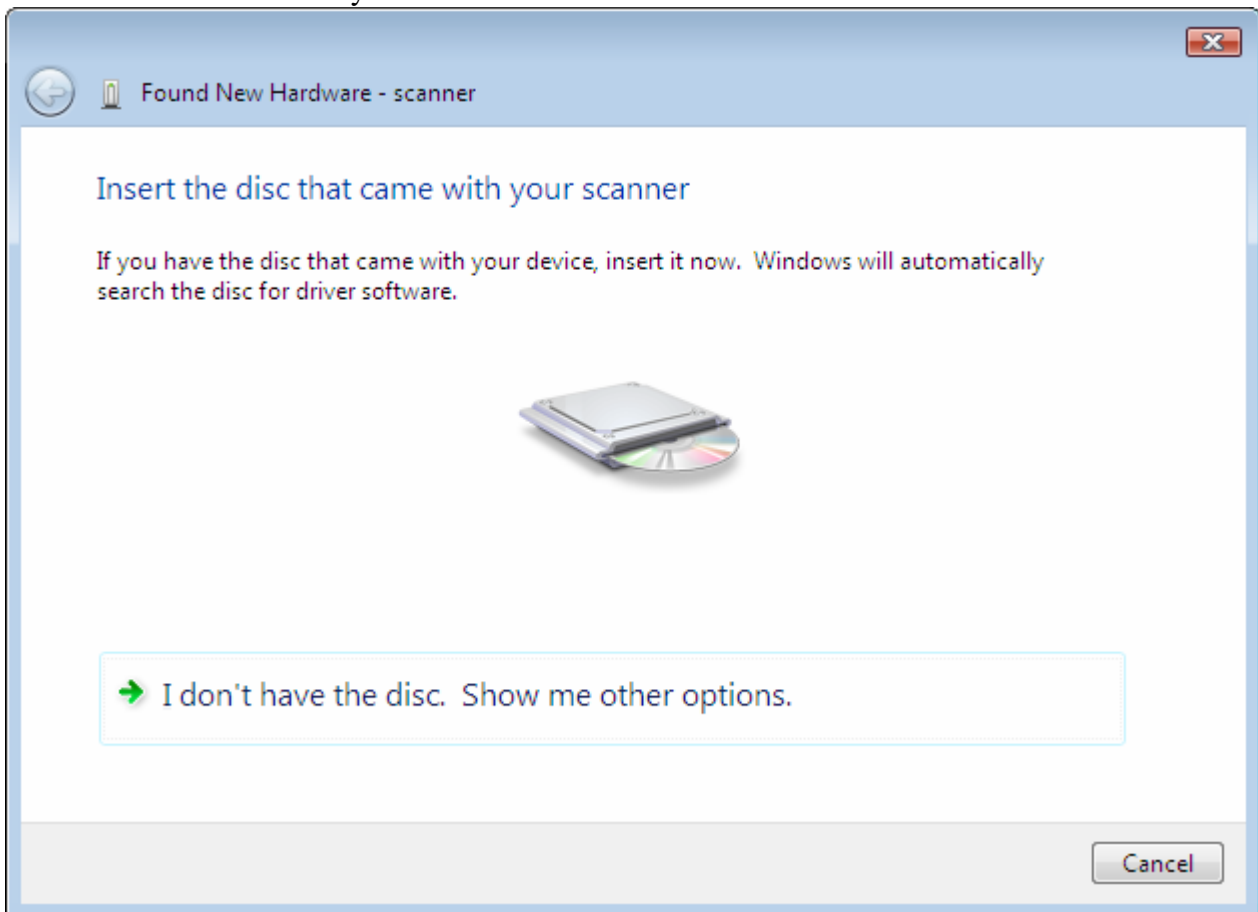 Found New Hardware - scanner
Insert the disc that came with your scanner
If you have the disc that came with your device, insert it now.  Windows will automatically
search the disc for driver software.
I don't have the disc.  Show me other options.
Cancel